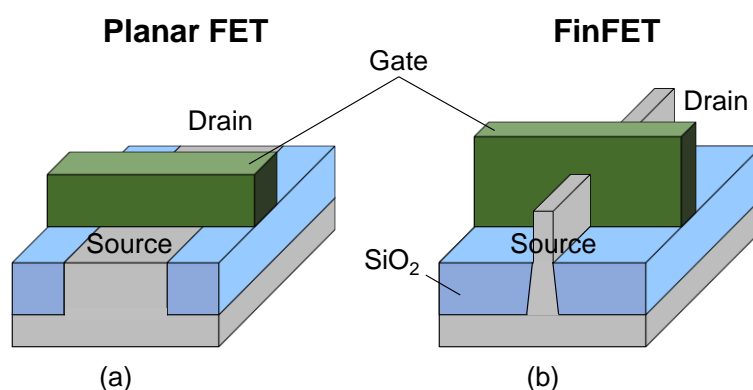 Planar FET
FinFET
Gate
Drain
Drain
Source
Source
SiO₂
(a)
(b)